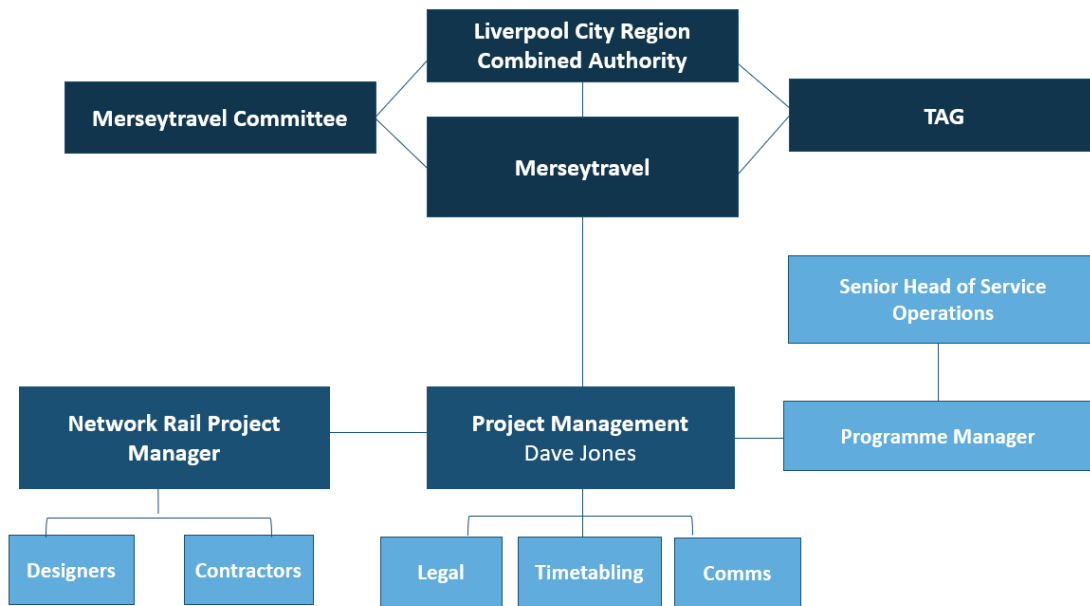 Liverpool City Region
Combined Authority
Merseytravel Committee
TAG
Merseytravel
Senior Head of Service
Operations
Network Rail Project
Manager
Project Management
Dave Jones
Programme Manager
Designers
Contractors
Legal
Timetabling
Comms